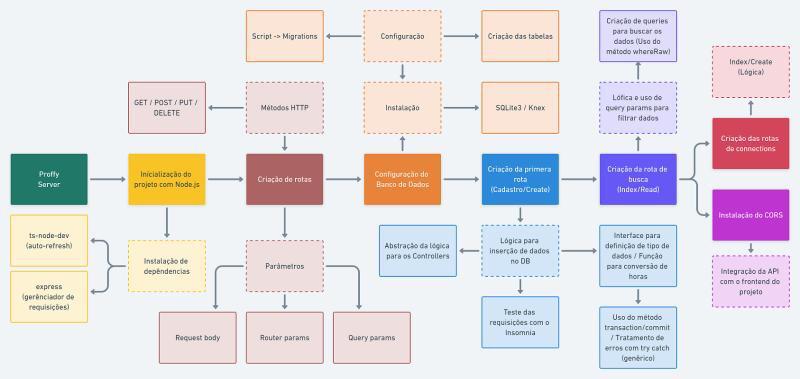 Script -> Migrations
Configuração
Criação das tabelas
Criação de queries
para buscar os
dados (Uso do
método whereRaw)
Index/Create
(Lógica)
GET / POST / PUT /
DELETE
Métodos HTTP
Instalação
SQLite3 / Knex
Lófica e uso de
query params para
filtrar dados
Criação das rotas
de connections
Proffy
Server
Inícialização do
projeto com Node.js
Criação de rotas
Configuração do
Banco de Dados
Criação da primeira
rota
(Cadastro/Create)
Criação da rota de
busca
(Index/Read)
Instalação do CORS
ts-node-dev
(auto-refresh)
Instalação de
depêndencias
Parâmetros
Abstração da lógica
para os Controllers
Lógica para
inserção de dados
no DB
Interface para
definição de tipo de
dados / Função
para conversão de
horas
Integração da API
com o frontend do
projeto
express
(gerênciador de
requisições)
Request body
Router params
Query params
Teste das
requisições com o
Insomnia
Uso do método
transaction/commit
/ Tratamento de
erros com try catch
(genêrico)